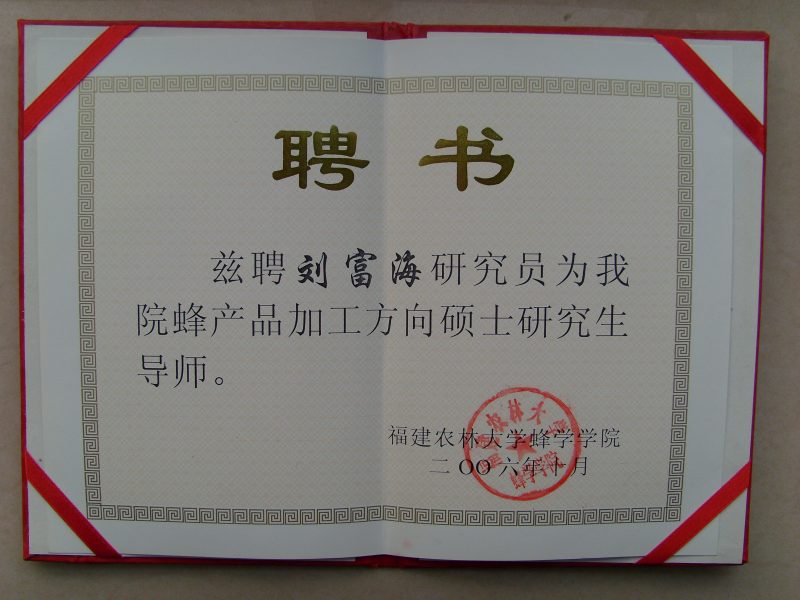 聘书
兹聘刘富海研究员为我
院蜂产品加工方向硕士研究生
导师。
福建农林大学蜂学学院
二〇〇六年十月